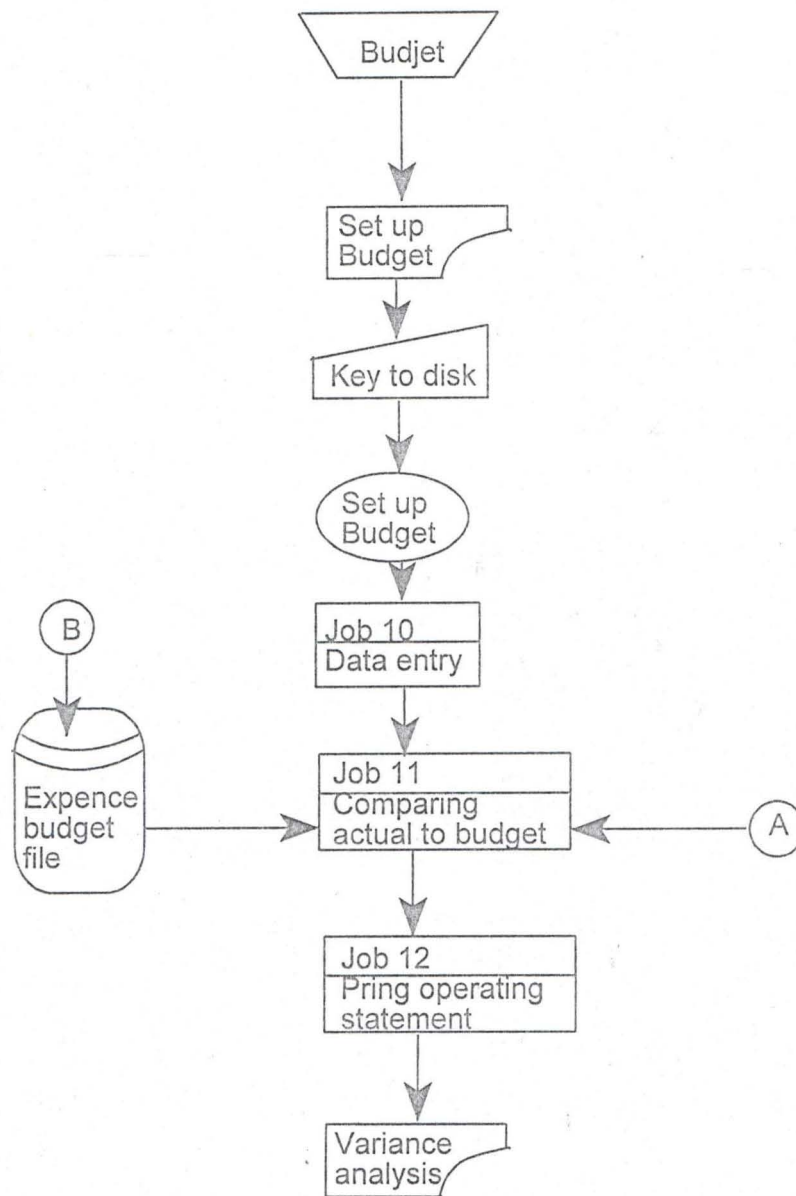 Budjet
Set up
Budget
Key to disk
Set up
Budget
B
Job 10
Data entry
Expence
budget
file
Job 11
Comparing
actual to budget
A
Job 12
Pring operating
statement
Variance
analysis